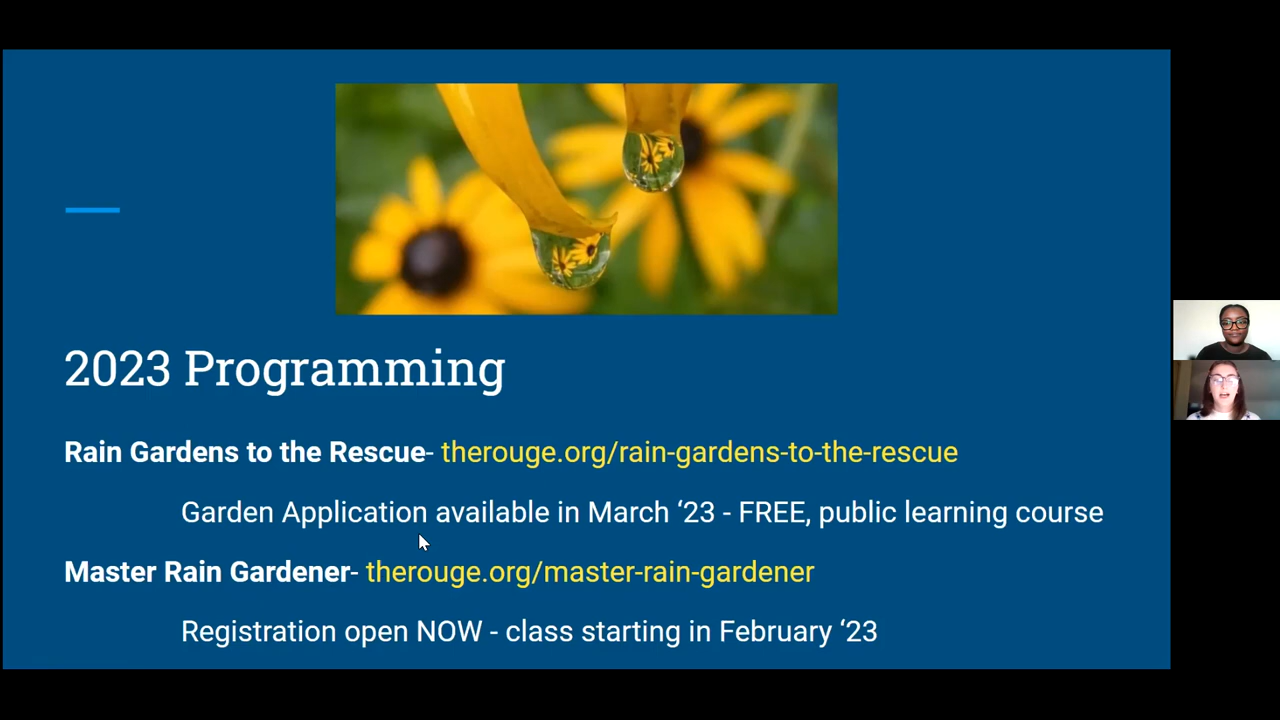 2023 Programming
Rain Gardens to the Rescue- therouge.org/rain-gardens-to-the-rescue
Garden Application available in March ‘23 - FREE, public learning course
Master Rain Gardener- therouge.org/master-rain-gardener
Registration open NOW - class starting in February ‘23